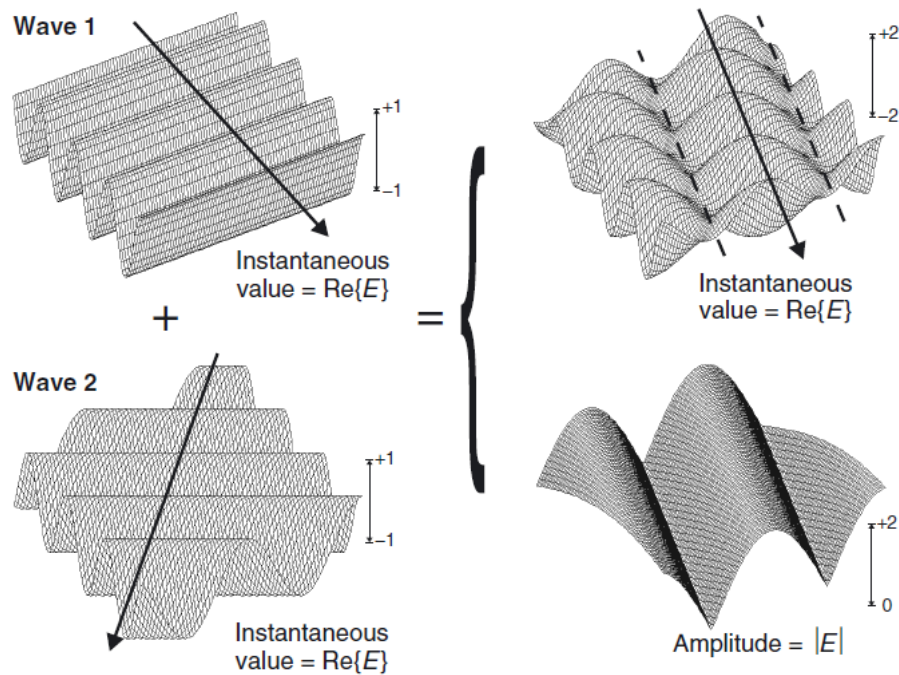 Wave 1
+1
−1
Instantaneous
value = Re{E}
+
Wave 2
+1
−1
Instantaneous
value = Re{E}
=
{
+2
−2
Instantaneous
value = Re{E}
+2
0
Amplitude = |E|